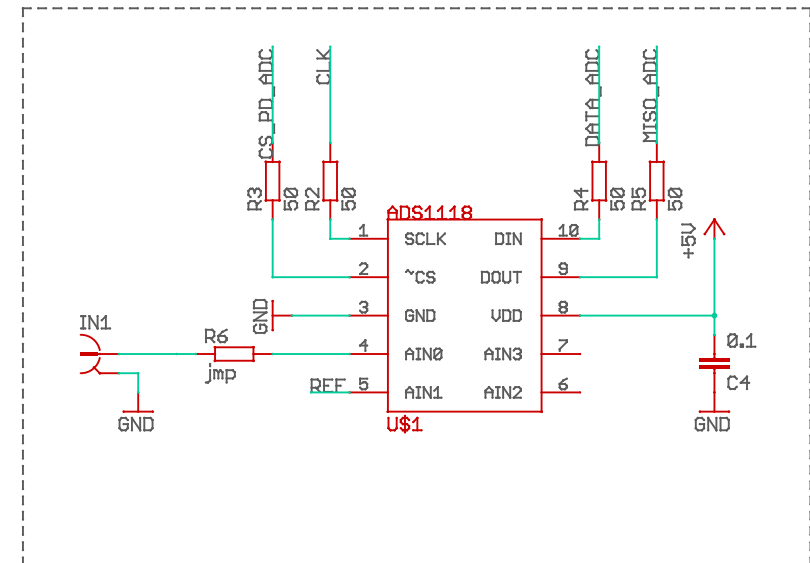 CS_PD_ADC
CLK
DATA_ADC
MISO_ADC
R3
50
R2
50
R4
50
R5
50
ADS1118
+5V
1
SCLK
DIN
10
2
~CS
DOUT
9
GND
3
GND
VDD
8
IN1
R6
jmp
4
AIN0
AIN3
7
0.1
C4
REF
5
AIN1
AIN2
6
GND
U$1
GND